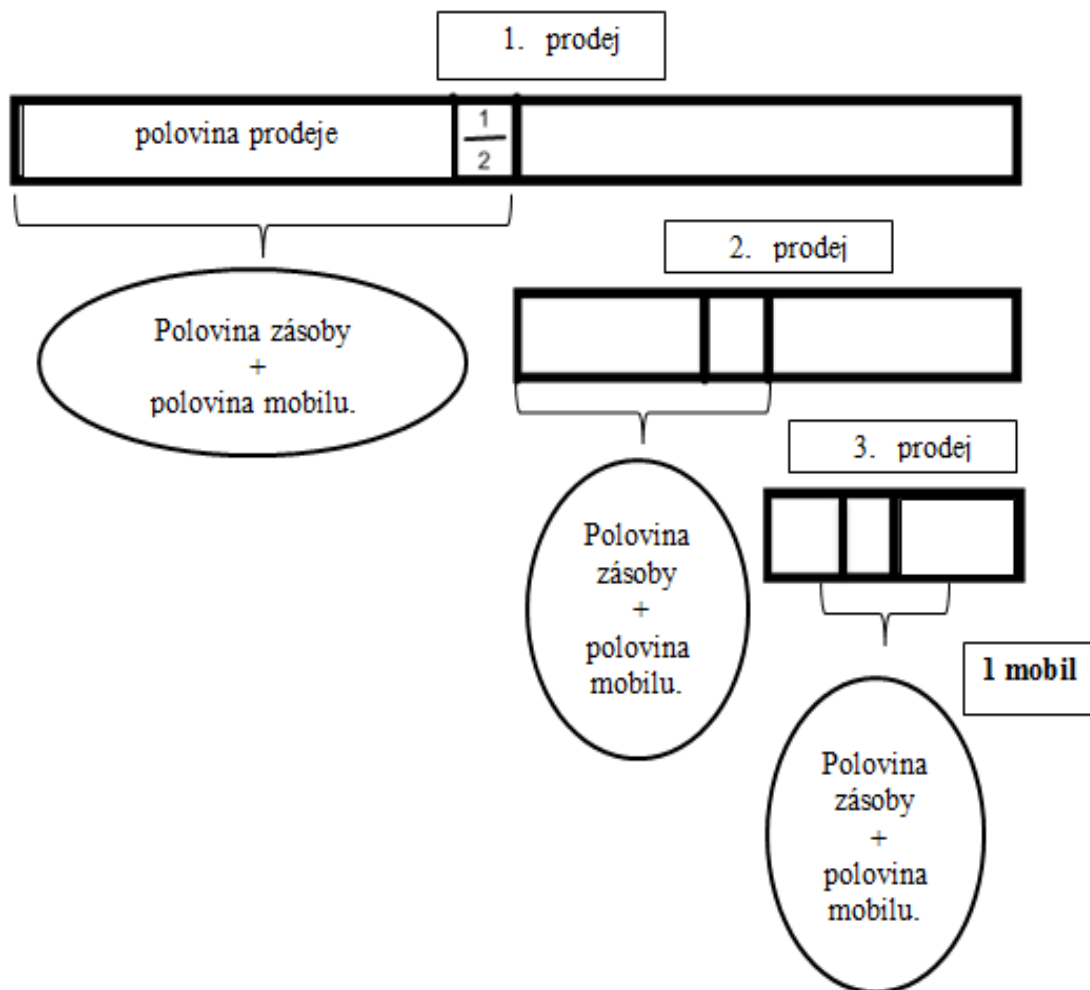 1. prodej
polovina prodeje
1
2
Polovina zásoby
+
polovina mobilu.
2. prodej
Polovina
zásoby
+
polovina
mobilu.
3. prodej
1 mobil
Polovina
zásoby
+
polovina
mobilu.